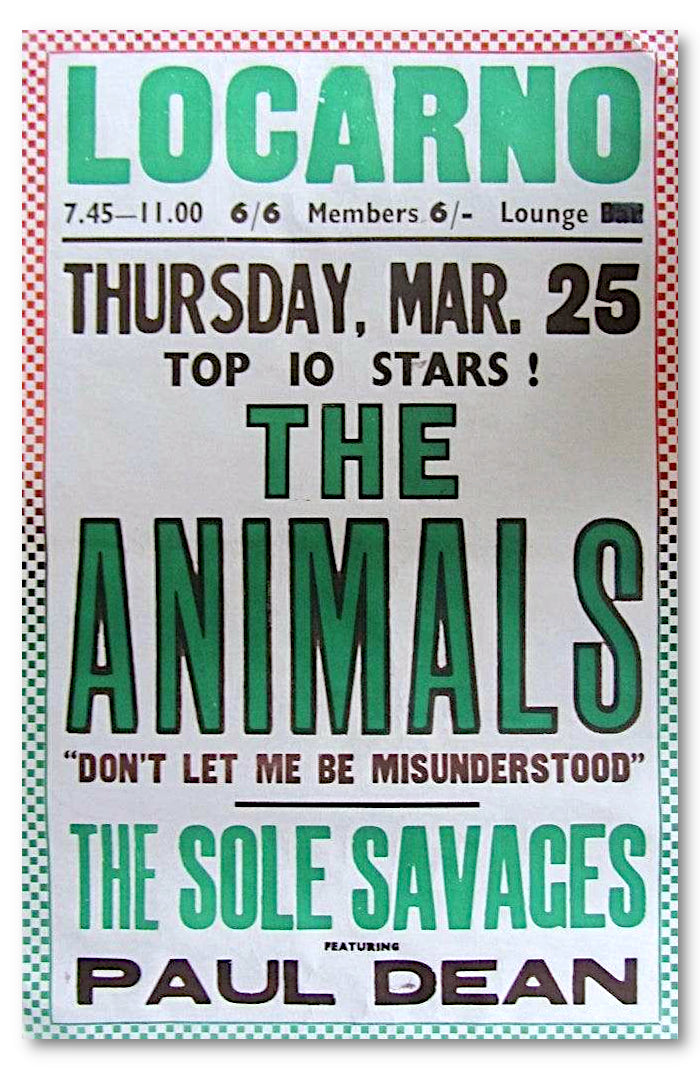 LOCARNO
7.45—11.00 6/6 Members 6/- Lounge Bar
THURSDAY, MAR. 25
TOP 10 STARS !
THE
ANIMALS
“DON'T LET ME BE MISUNDERSTOOD”
THE SOLE SAVAGES
FEATURING
PAUL DEAN